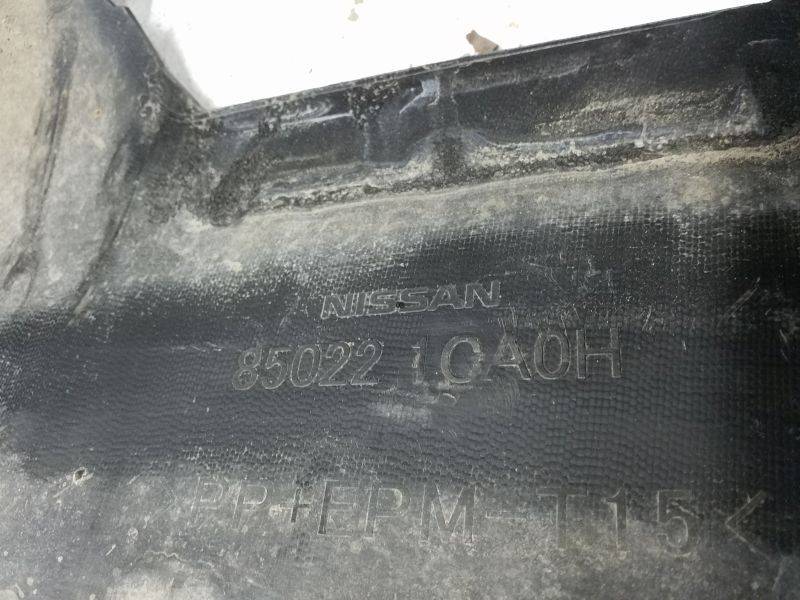 NISSAN
85022 1CA0H
>PP+EPM-T15<